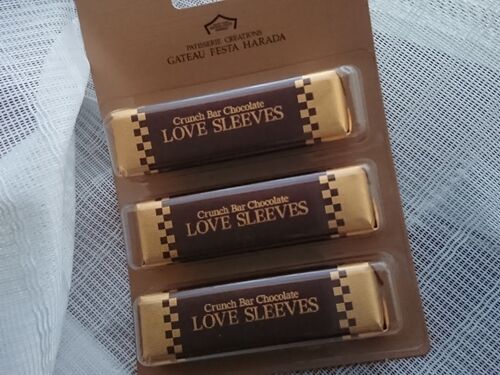 PATISSERIE CREATIONS
GATEAU FESTA HARADA
Crunch Bar Chocolate
LOVE SLEEVES
Crunch Bar Chocolate
LOVE SLEEVES
Crunch Bar Chocolate
LOVE SLEEVES